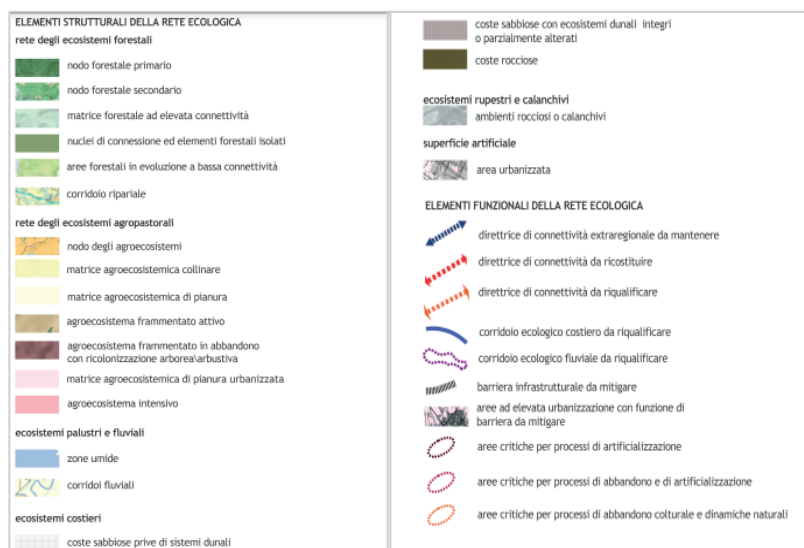 ELEMENTI STRUTTURALI DELLA RETE ECOLOGICA
rete degli ecosistemi forestali
nodo forestale primario
nodo forestale secondario
matrice forestale ad elevata connettività
nuclei di connessione ed elementi forestali isolati
aree forestali in evoluzione a bassa connettività
corridoio ripariale
rete degli ecosistemi agropastorali
nodo degli agroecosistemi
matrice agroecosistemica collinare
matrice agroecosistemica di pianura
agroecosistema frammentato attivo
agroecosistema frammentato in abbandono
con ricolonizzazione arborea\arbustiva
matrice agroecosistemica di pianura urbanizzata
agroecosistema intensivo
ecosistemi palustri e fluviali
zone umide
corridoi fluviali
ecosistemi costieri
coste sabbiose prive di sistemi dunali
coste sabbiose con ecosistemi dunali integri
o parzialmente alterati
coste rocciose
ecosistemi rupestri e calanchivi
ambienti rocciosi o calanchivi
superficie artificiale
area urbanizzata
ELEMENTI FUNZIONALI DELLA RETE ECOLOGICA
direttrice di connettività extraregionale da mantenere
direttrice di connettività da ricostituire
direttrice di connettività da riqualificare
corridoio ecologico costiero da riqualificare
corridoio ecologico fluviale da riqualificare
barriera infrastrutturale da mitigare
aree ad elevata urbanizzazione con funzione di
barriera da mitigare
aree critiche per processi di artificializzazione
aree critiche per processi di abbandono e di artificializzazione
aree critiche per processi di abbandono colturale e dinamiche naturali